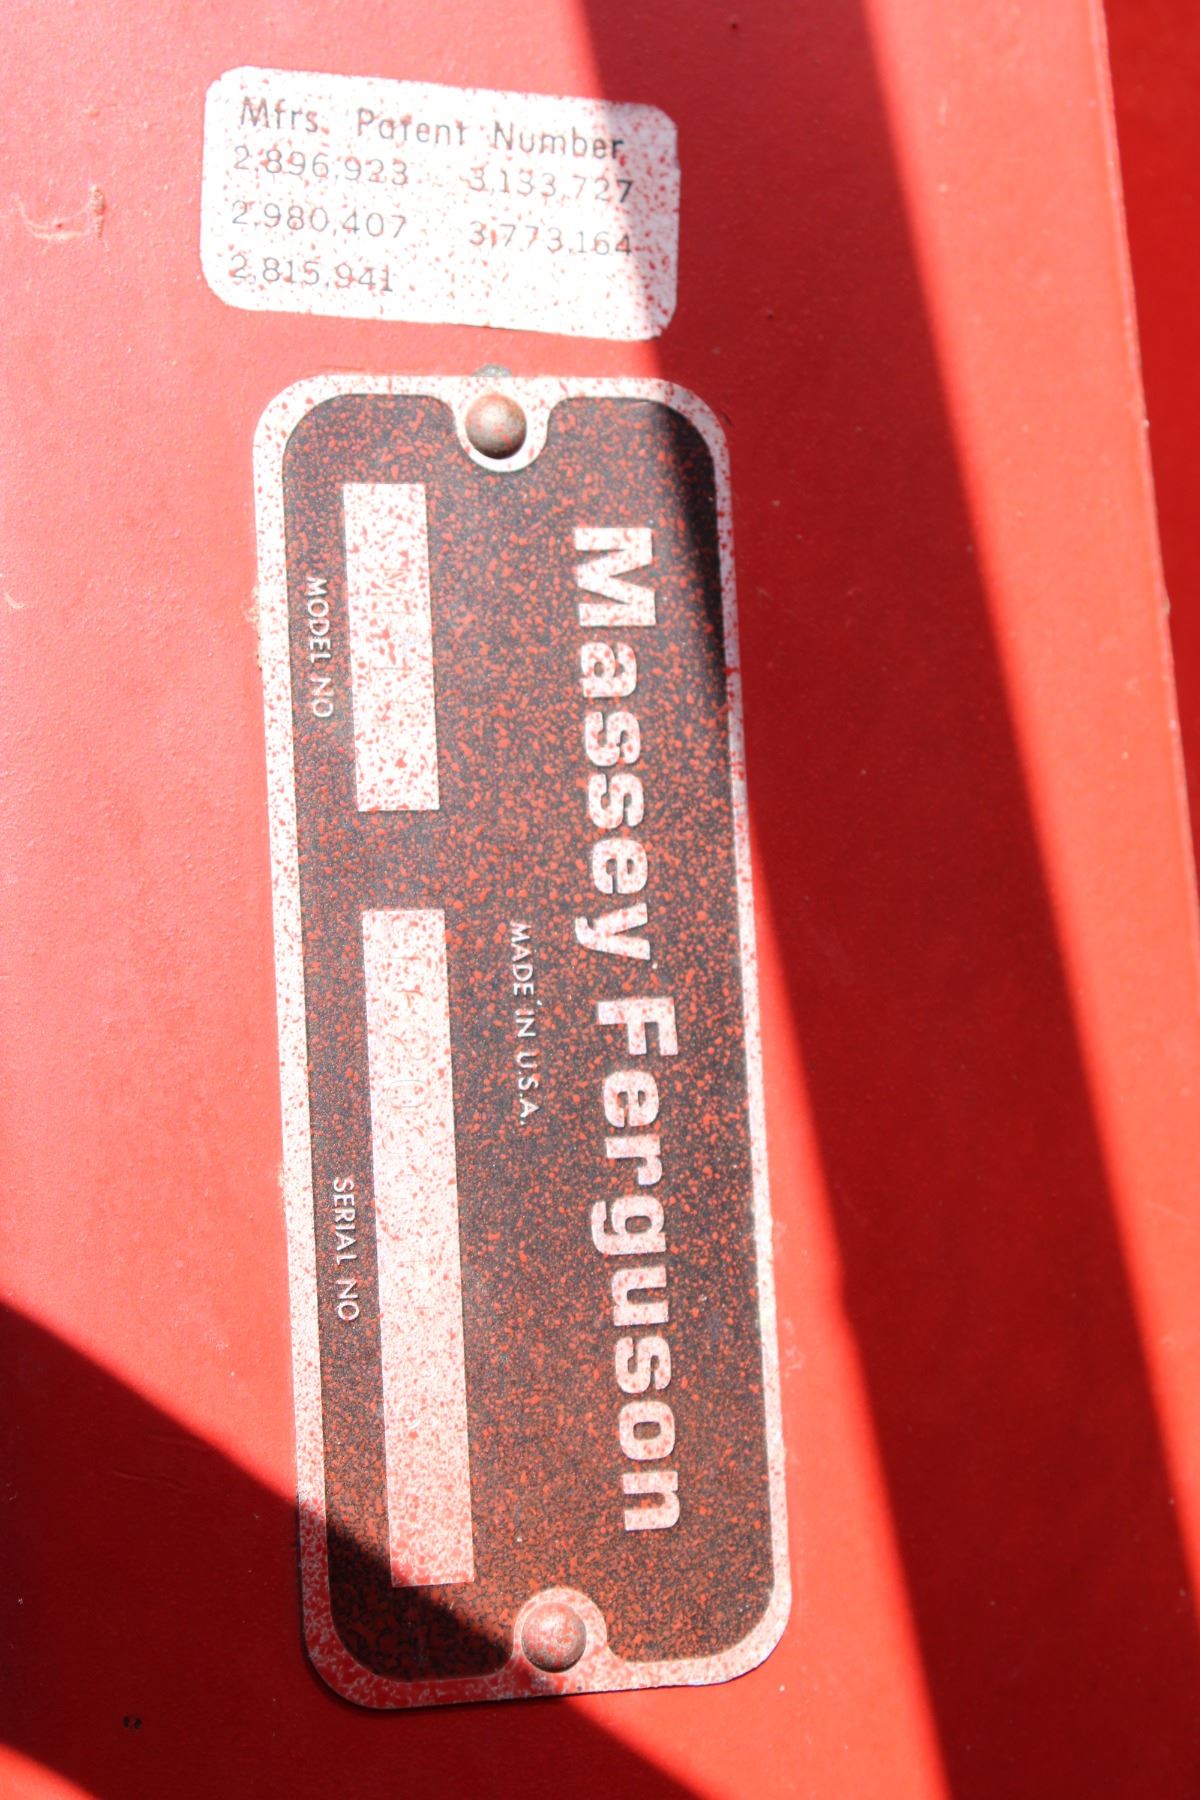 Mfrs. Patent Number
2,896,923 3,133,727
2,980,407 3,773,164
2,815,941
Massey Ferguson
MADE IN U.S.A.
MODEL NO
SERIAL NO